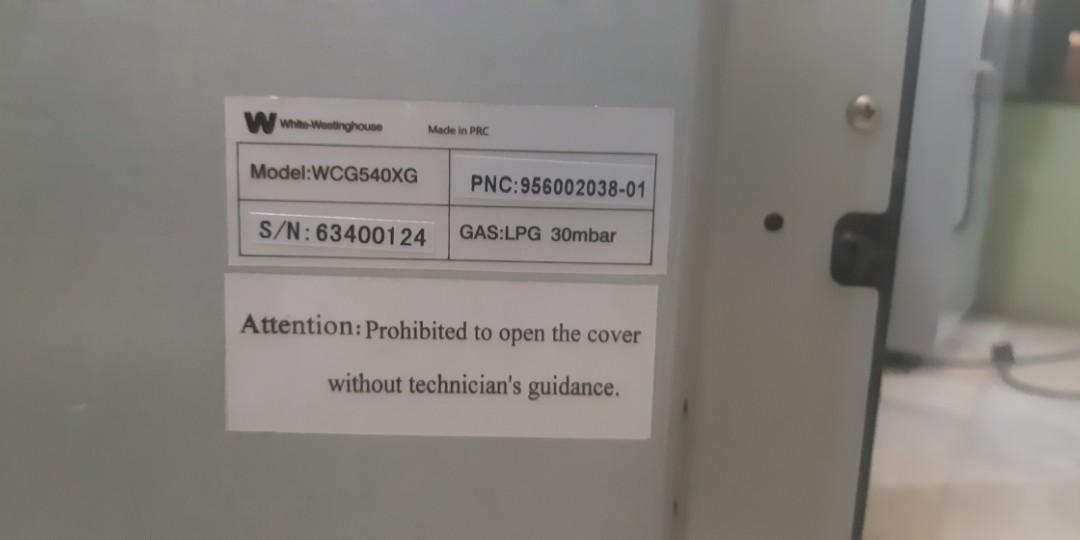 W White-Westinghouse Made in PRC
Model:WCG540XG PNC:956002038-01
S/N:63400124 GAS:LPG 30mbar
Attention: Prohibited to open the cover
without technician's guidance.